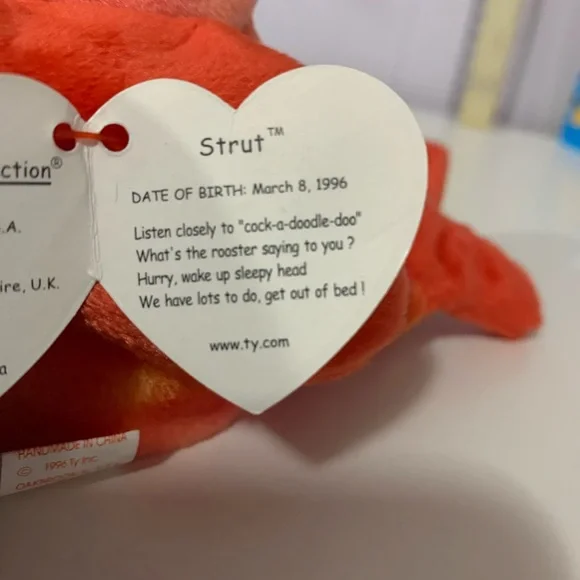 ction®
.A.
ire, U.K.
a
Strut™
DATE OF BIRTH: March 8, 1996
Listen closely to "cock-a-doodle-doo"
What's the rooster saying to you ?
Hurry, wake up sleepy head
We have lots to do, get out of bed !
www.ty.com
HANDMADE IN CHINA
© 1996 Ty INC.